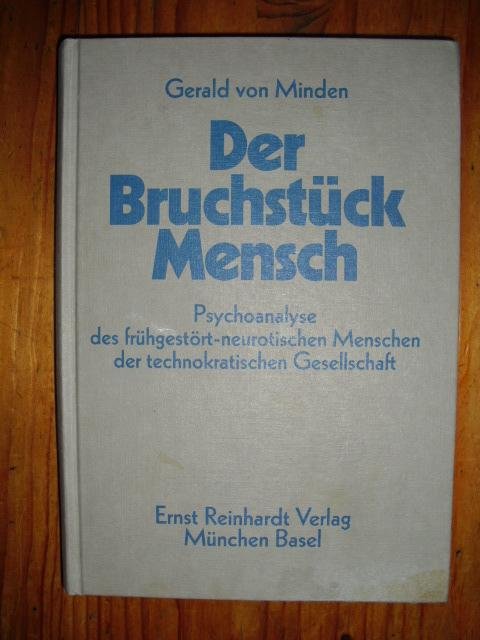 Gerald von Minden
Der
Bruchstück
Mensch
Psychoanalyse
des frühgestört-neurotischen Menschen
der technokratischen Gesellschaft
Ernst Reinhardt Verlag
München Basel